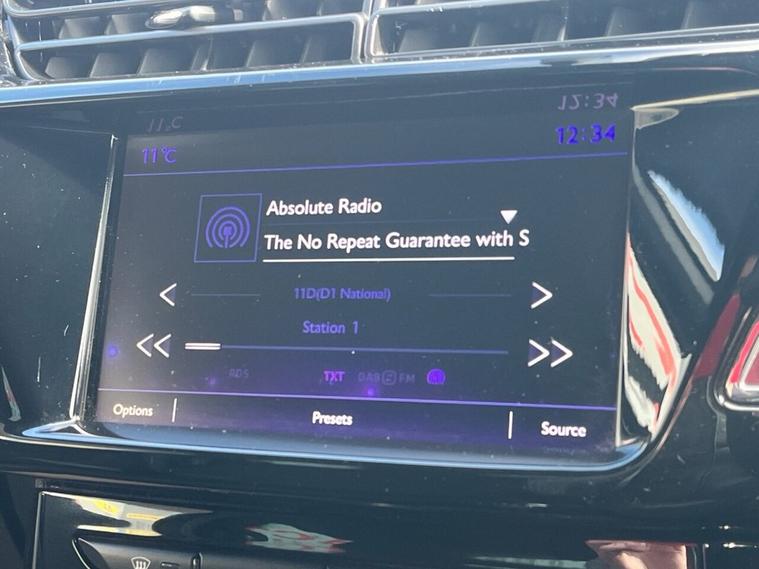 11°C
12:34
Absolute Radio
The No Repeat Guarantee with S
11D(D1 National)
Station 1
RDS TXT DAB FM
Options Presets Source